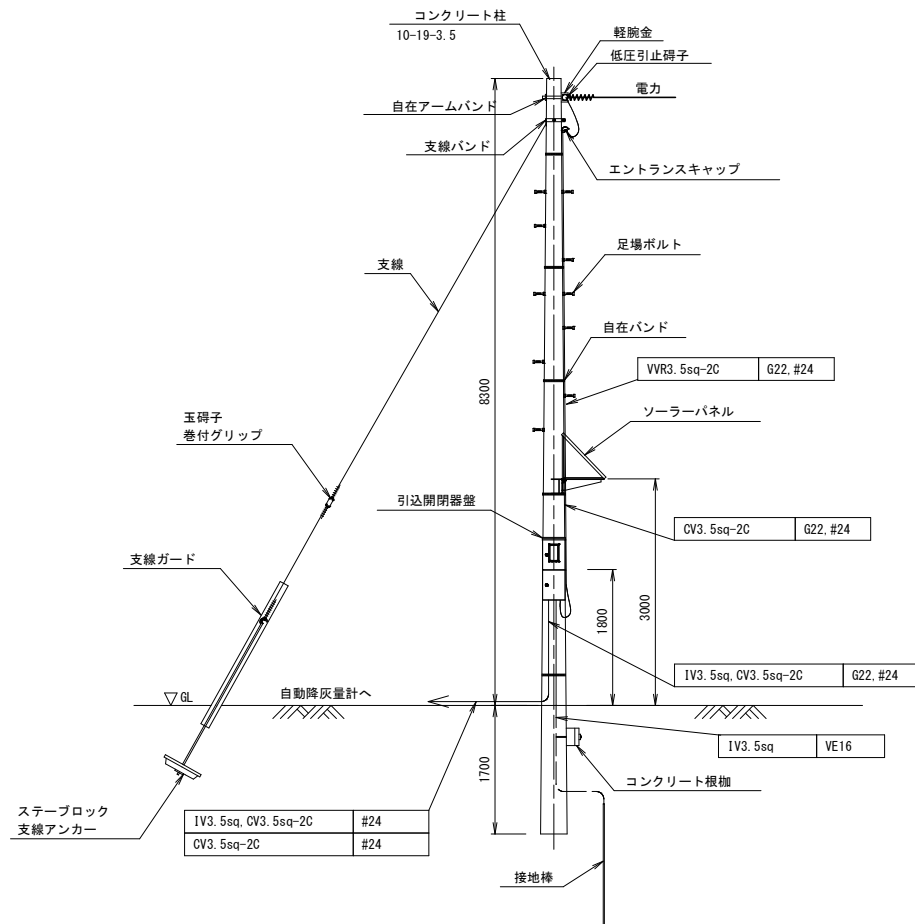 コンクリート柱
10-19-3.5
軽腕金
低圧引止碍子
電力
自在アームバンド
支線バンド
エントランスキャップ
足場ボルト
支線
自在バンド
VVR3.5sq-2C G22,#24
8300
ソーラーパネル
玉碍子
巻付グリップ
引込開閉器盤
CV3.5sq-2C G22,#24
支線ガード
1800
3000
IV3.5sq,CV3.5sq-2C G22,#24
▽GL
自動降灰量計へ
IV3.5sq VE16
1700
コンクリート根枷
ステーブロック
支線アンカー
IV3.5sq,CV3.5sq-2C #24
CV3.5sq-2C #24
接地棒